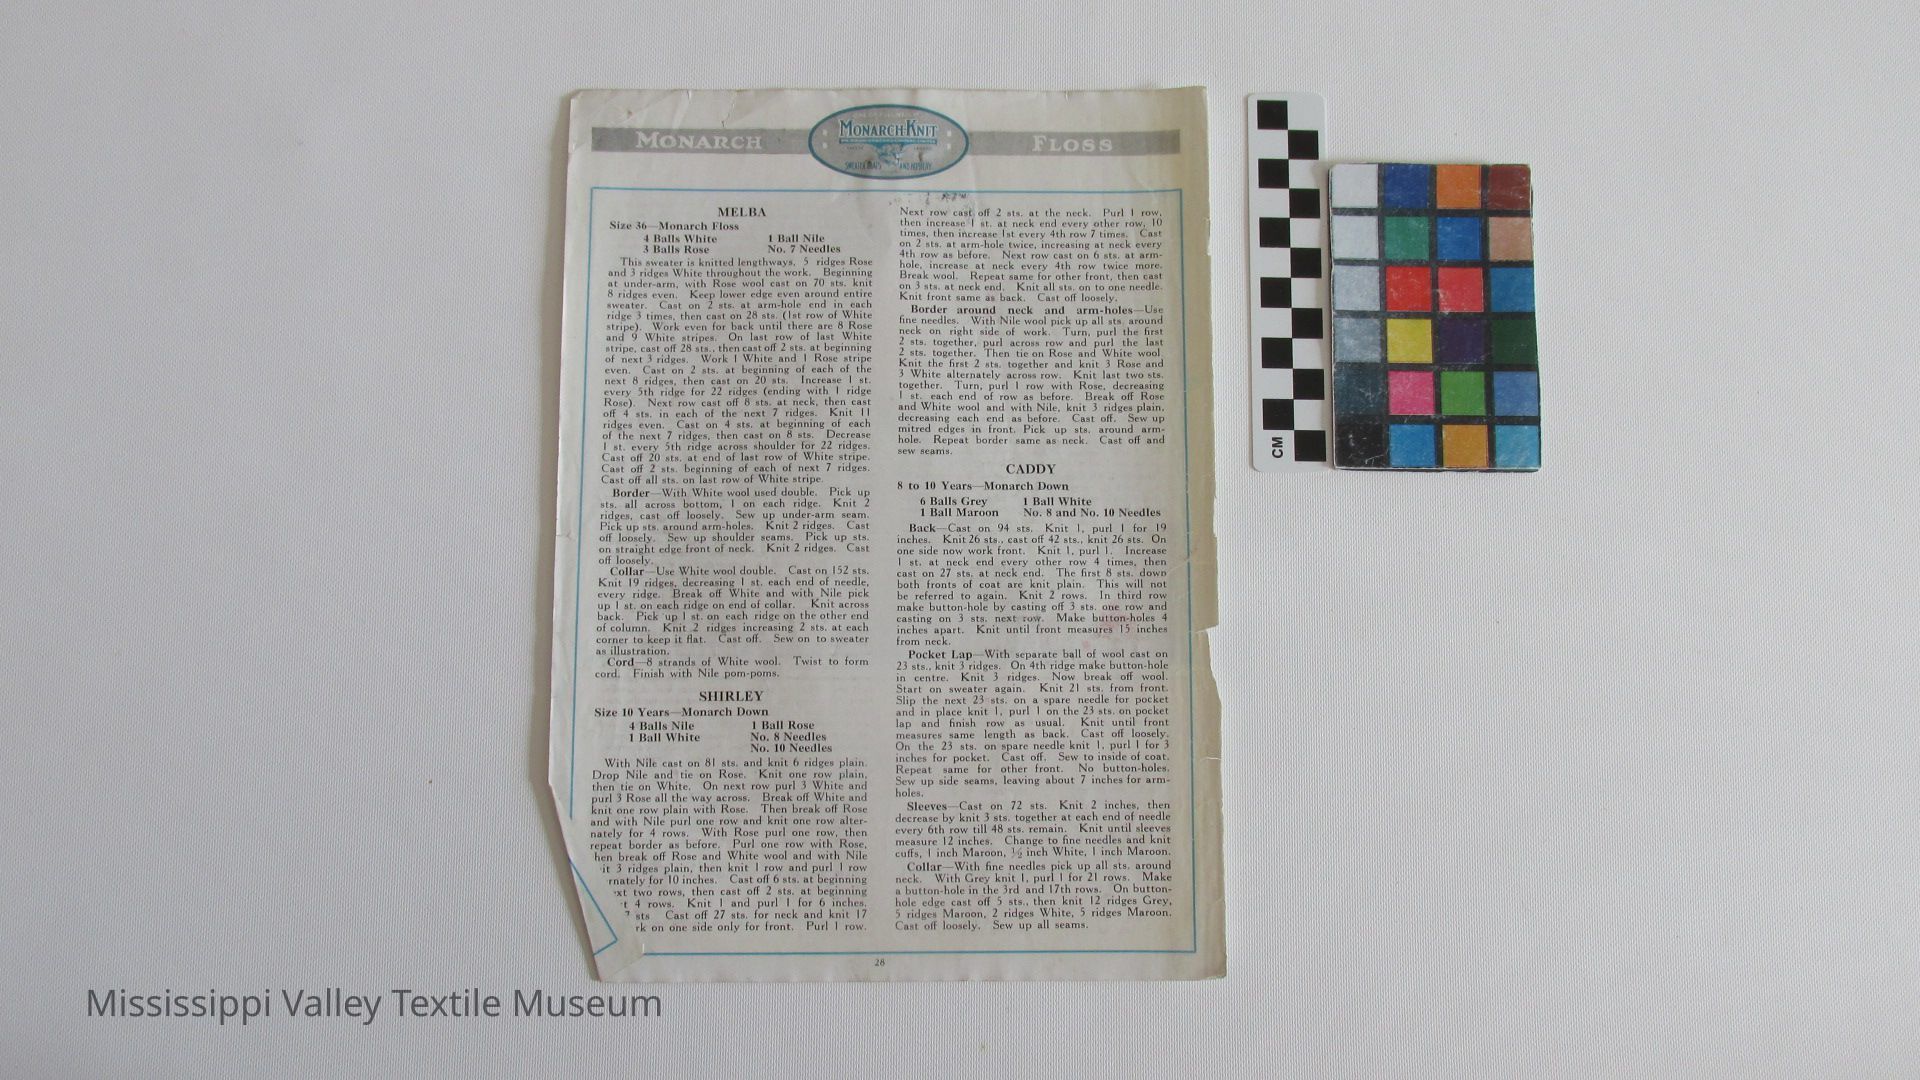 MONARCH
MONARCH-KNIT
SWEATER COATS AND HOSIERY
FLOSS
MELBA
Size 36—Monarch Floss
4 Balls White 1 Ball Nile
3 Balls Rose No. 7 Needles
This sweater is knitted lengthways, 5 ridges Rose
and 3 ridges White throughout the work. Beginning
at under-arm, with Rose wool cast on 70 sts. knit
8 ridges even. Keep lower edge even around entire
sweater. Cast on 2 sts. at arm-hole end in each
ridge 3 times, then cast on 28 sts. (1st row of White
stripe). Work even for back until there are 8 Rose
and 9 White stripes. On last row of last White
stripe, cast off 28 sts., then cast off 2 sts. at beginning
of next 3 ridges. Work 1 White and 1 Rose stripe
even. Cast on 2 sts. at beginning of each of the
next 8 ridges, then cast on 20 sts. Increase 1 st.
every 5th ridge for 22 ridges (ending with 1 ridge
Rose). Next row cast off 8 sts. at neck, then cast
off 4 sts. in each of the next 7 ridges. Knit 11
ridges even. Cast on 4 sts. at beginning of each
of the next 7 ridges, then cast on 8 sts. Decrease
1 st. every 5th ridge across shoulder for 22 ridges.
Cast off 20 sts. at end of last row of White stripe.
Cast off 2 sts. beginning of each of next 7 ridges.
Cast off all sts. on last row of White stripe.
Border—With White wool used double. Pick up
sts. all across bottom, 1 on each ridge. Knit 2
ridges, cast off loosely. Sew up under-arm seam.
Pick up sts. around arm-holes. Knit 2 ridges. Cast
off loosely. Sew up shoulder seams. Pick up sts.
on straight edge front of neck. Knit 2 ridges. Cast
off loosely.
Collar—Use White wool double. Cast on 152 sts.
Knit 19 ridges, decreasing 1 st. each end of needle,
every ridge. Break off White and with Nile pick
up 1 st. on each ridge on end of collar. Knit across
back. Pick up 1 st. on each ridge on the other end
of column. Knit 2 ridges increasing 2 sts. at each
corner to keep it flat. Cast off. Sew on to sweater
as illustration.
Cord—8 strands of White wool. Twist to form
cord. Finish with Nile pom-poms.
SHIRLEY
Size 10 Years—Monarch Down
4 Balls Nile 1 Ball Rose
1 Ball White No. 8 Needles
No. 10 Needles
With Nile cast on 81 sts. and knit 6 ridges plain.
Drop Nile and tie on Rose. Knit one row plain,
then tie on White. On next row purl 3 White and
purl 3 Rose all the way across. Break off White and
knit one row plain with Rose. Then break off Rose
and with Nile purl one row and knit one row alter-
nately for 4 rows. With Rose purl one row, then
repeat border as before. Purl one row with Rose,
hen break off Rose and White wool and with Nile
it 3 ridges plain, then knit 1 row and purl 1 row
rnately for 10 inches. Cast off 6 sts. at beginning
xt two rows, then cast off 2 sts. at beginning
t 4 rows. Knit 1 and purl 1 for 6 inches.
7 sts Cast off 27 sts. for neck and knit 17
rk on one side only for front. Purl 1 row.
Next row cast off 2 sts. at the neck. Purl 1 row,
then increase 1 st. at neck end every other row, 10
times, then increase 1st every 4th row 7 times. Cast
on 2 sts. at arm-hole twice, increasing at neck every
4th row as before. Next row cast on 6 sts. at arm-
hole, increase at neck every 4th row twice more.
Break wool. Repeat same for other front, then cast
on 3 sts. at neck end. Knit all sts. on to one needle.
Knit front same as back. Cast off loosely.
Border around neck and arm-holes—Use
fine needles. With Nile wool pick up all sts. around
neck on right side of work. Turn, purl the first
2 sts. together, purl across row and purl the last
2 sts. together. Then tie on Rose and White wool.
Knit the first 2 sts. together and knit 3 Rose and
3 White alternately across row. Knit last two sts.
together. Turn, purl 1 row with Rose, decreasing
1 st. each end of row as before. Break off Rose
and White wool and with Nile, knit 3 ridges plain,
decreasing each end as before. Cast off. Sew up
mitred edges in front. Pick up sts. around arm-
hole. Repeat border same as neck. Cast off and
sew seams.
CADDY
8 to 10 Years—Monarch Down
6 Balls Grey 1 Ball White
1 Ball Maroon No. 8 and No. 10 Needles
Back—Cast on 94 sts. Knit 1, purl 1 for 19
inches. Knit 26 sts., cast off 42 sts., knit 26 sts. On
one side now work front. Knit 1, purl 1. Increase
1 st. at neck end every other row 4 times, then
cast on 27 sts. at neck end. The first 8 sts. down
both fronts of coat are knit plain. This will not
be referred to again. Knit 2 rows. In third row
make button-hole by casting off 3 sts. one row and
casting on 3 sts. next row. Make button-holes 4
inches apart. Knit until front measures 15 inches
from neck.
Pocket Lap—With separate ball of wool cast on
23 sts., knit 3 ridges. On 4th ridge make button-hole
in centre. Knit 3 ridges. Now break off wool.
Start on sweater again. Knit 21 sts. from front.
Slip the next 23 sts. on a spare needle for pocket
and in place knit 1, purl 1 on the 23 sts. on pocket
lap and finish row as usual. Knit until front
measures same length as back. Cast off loosely.
On the 23 sts. on spare needle knit 1, purl 1 for 3
inches for pocket. Cast off. Sew to inside of coat.
Repeat same for other front. No button-holes.
Sew up side seams, leaving about 7 inches for arm-
holes.
Sleeves—Cast on 72 sts. Knit 2 inches, then
decrease by knit 3 sts. together at each end of needle
every 6th row till 48 sts. remain. Knit until sleeves
measure 12 inches. Change to fine needles and knit
cuffs, 1 inch Maroon, ½ inch White, 1 inch Maroon.
Collar—With fine needles pick up all sts. around
neck. With Grey knit 1, purl 1 for 21 rows. Make
a button-hole in the 3rd and 17th rows. On button-
hole edge cast off 5 sts., then knit 12 ridges Grey,
5 ridges Maroon, 2 ridges White, 5 ridges Maroon.
Cast off loosely. Sew up all seams.
28
CM
Mississippi Valley Textile Museum